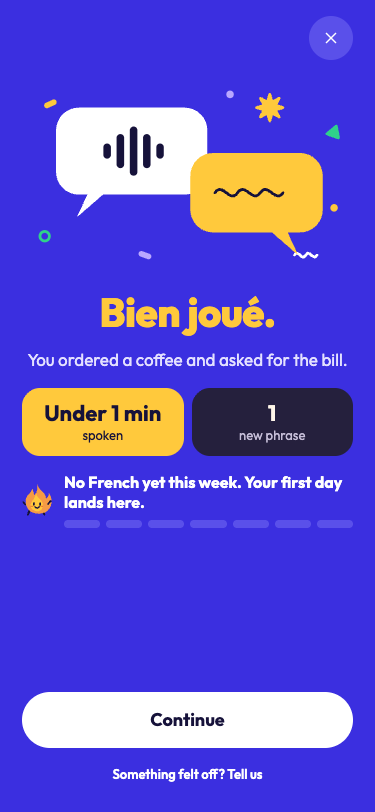 Bien joué.
You ordered a coffee and asked for the bill.
Under 1 min
spoken
1
new phrase
No French yet this week. Your first day
lands here.
Continue
Something felt off? Tell us